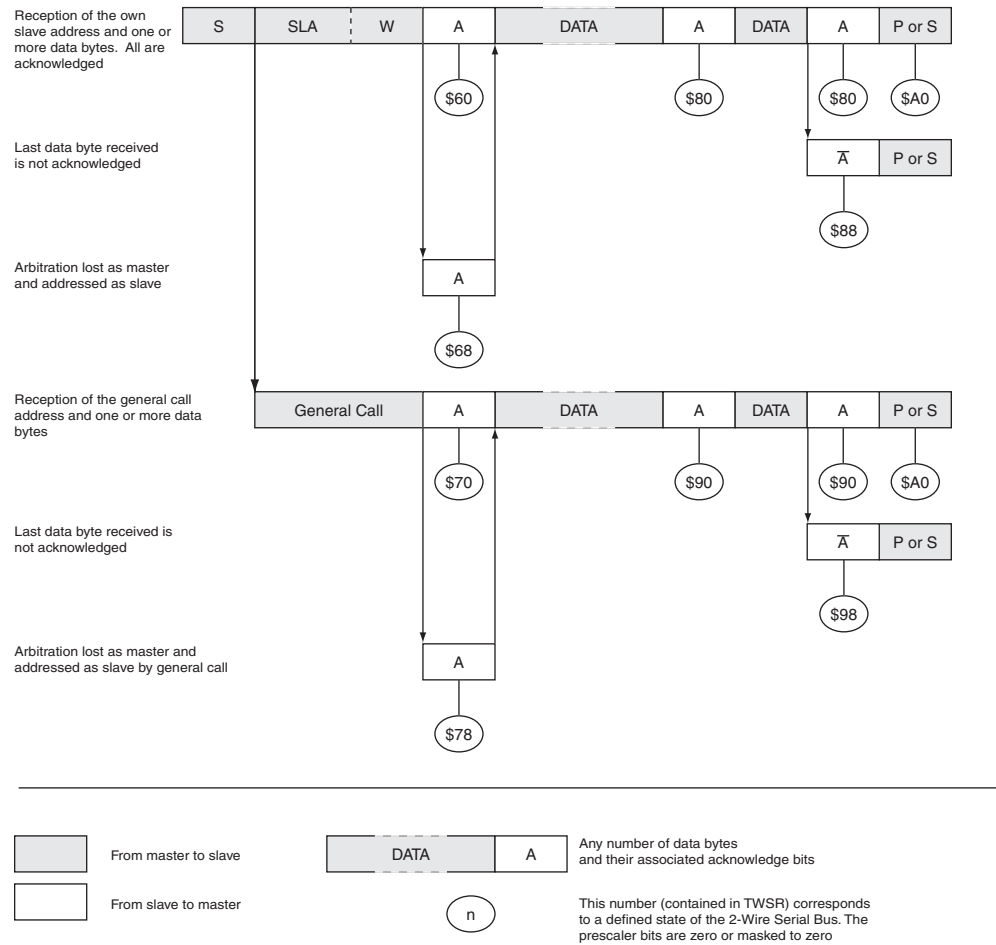 Reception of the own
slave address and one or
more data bytes. All are
acknowledged
S SLA W A DATA A DATA A P or S
$60 $80 $80 $A0
Last data byte received
is not acknowledged
A̅ P or S
$88
Arbitration lost as master
and addressed as slave
A
$68
Reception of the general call
address and one or more data
bytes
General Call A DATA A DATA A P or S
$70 $90 $90 $A0
Last data byte received is
not acknowledged
A̅ P or S
$98
Arbitration lost as master and
addressed as slave by general call
A
$78
From master to slave
DATA A
Any number of data bytes
and their associated acknowledge bits
From slave to master
n
This number (contained in TWSR) corresponds
to a defined state of the 2-Wire Serial Bus. The
prescaler bits are zero or masked to zero